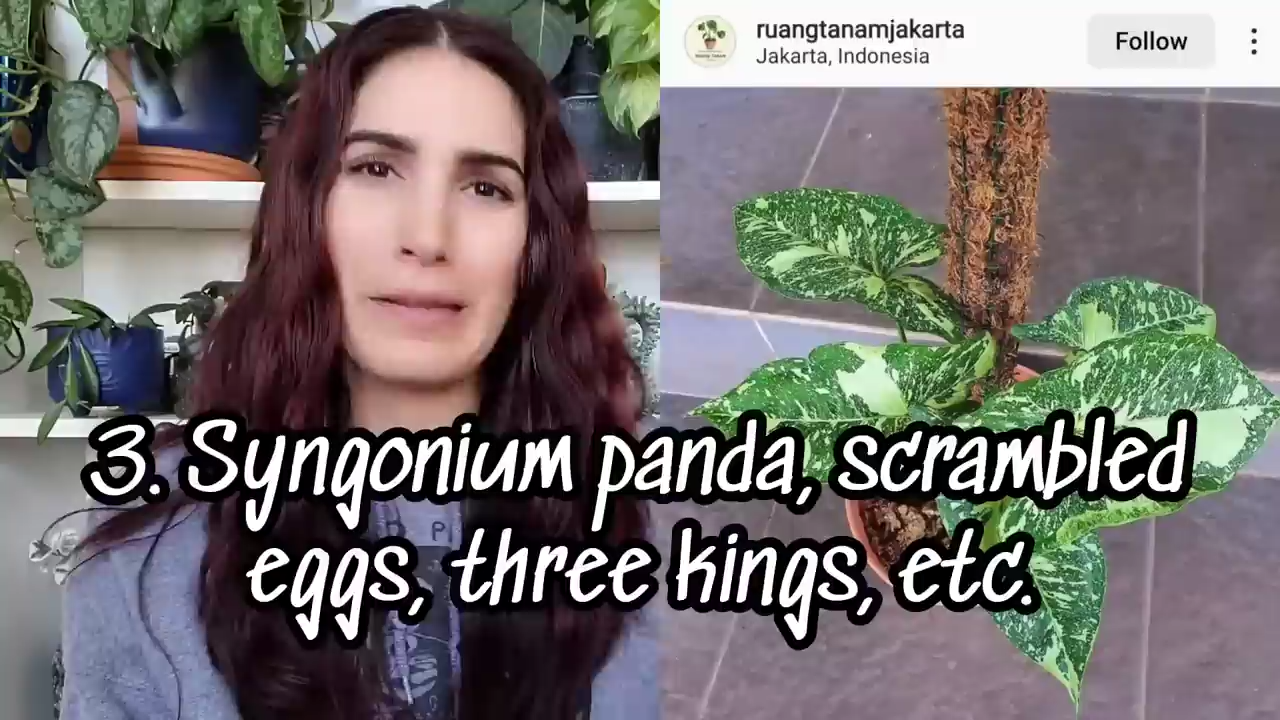 ruangtanamjakarta
Jakarta, Indonesia
Follow
3. Syngonium panda, scrambled
eggs, three kings, etc.
P